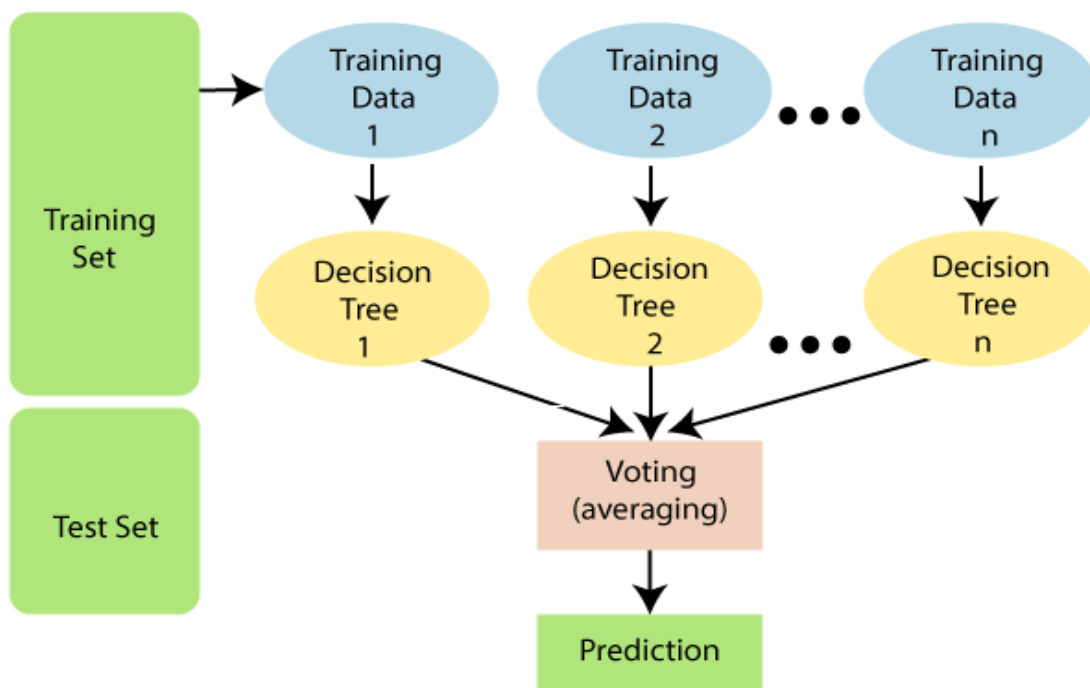 Training
Set
Test Set
Training
Data
1
Training
Data
2
Training
Data
n
Decision
Tree
1
Decision
Tree
2
Decision
Tree
n
Voting
(averaging)
Prediction